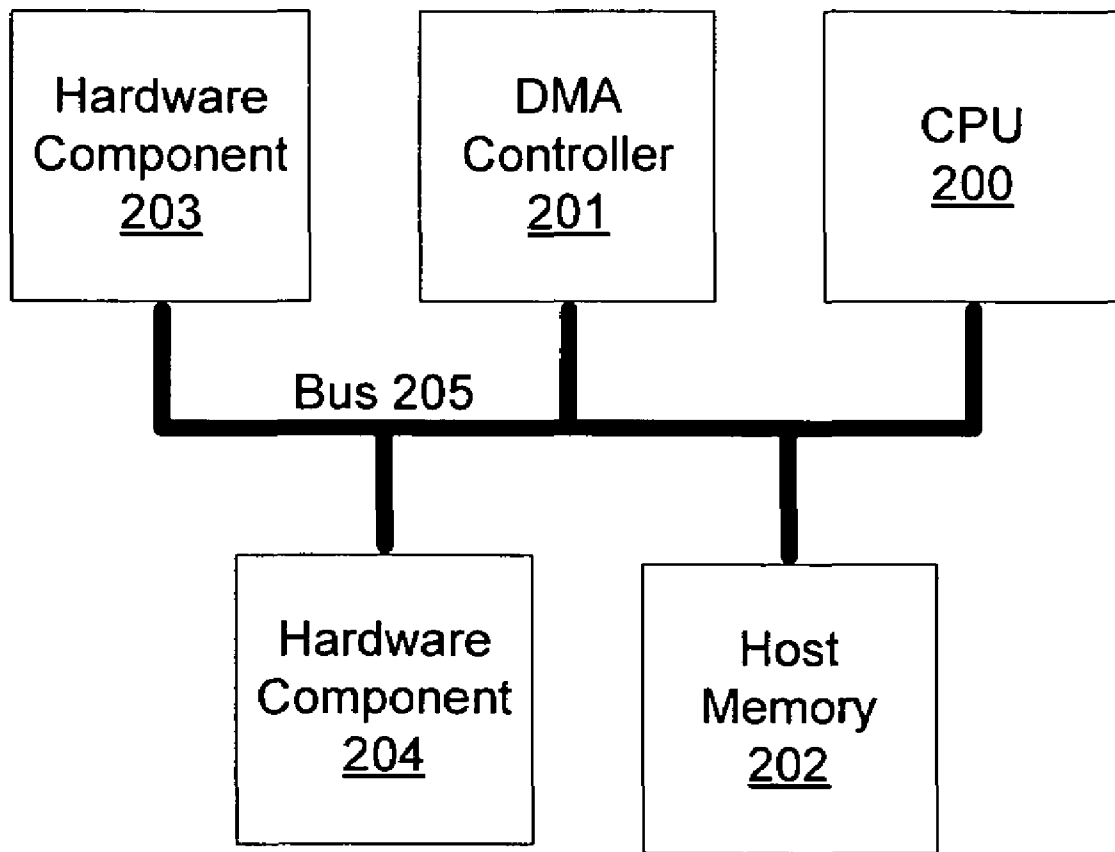 Hardware
Component
203
DMA
Controller
201
CPU
200
Bus 205
Hardware
Component
204
Host
Memory
202